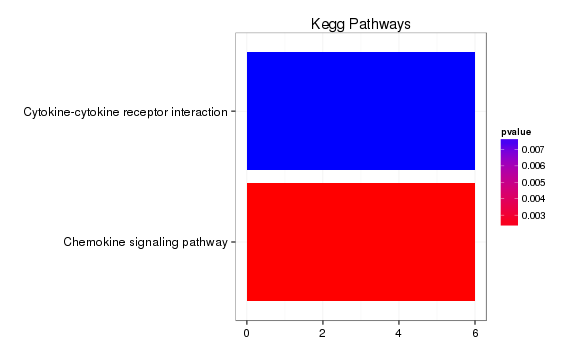 Kegg Pathways
Cytokine-cytokine receptor interaction
Chemokine signaling pathway
pvalue
0.007
0.006
0.005
0.004
0.003
0 2 4 6